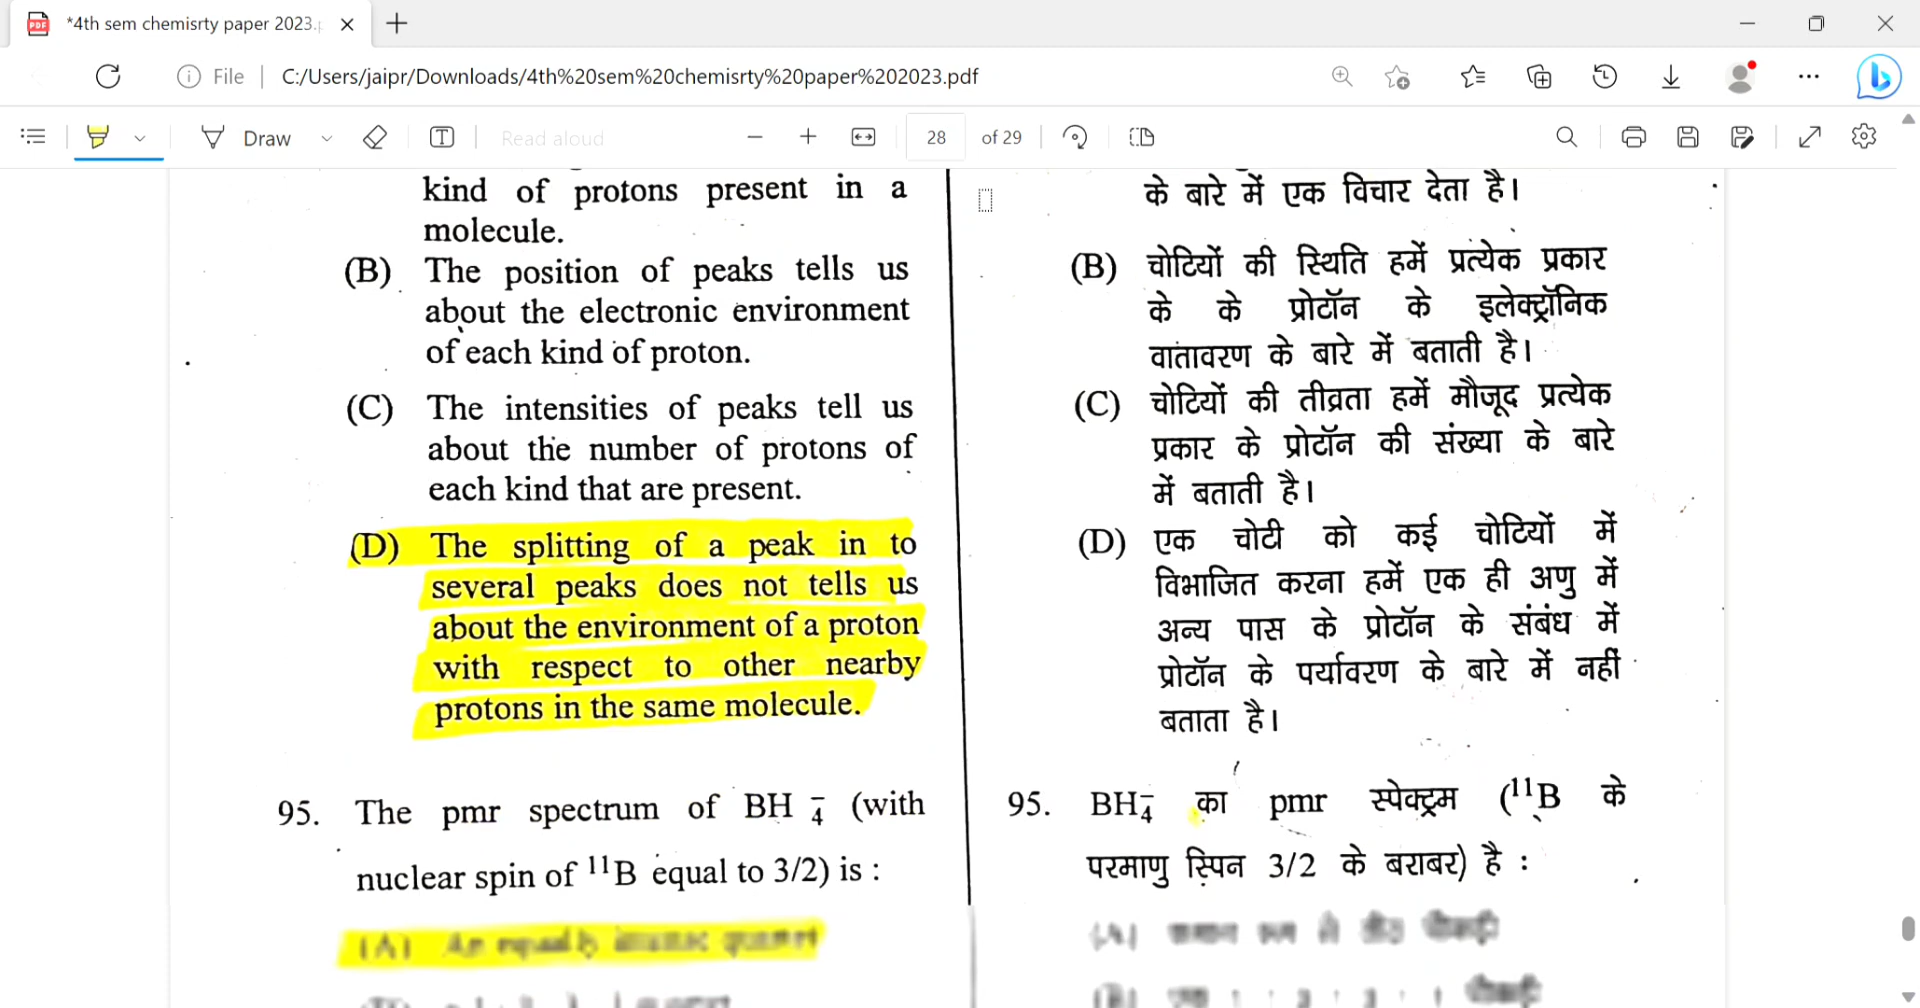 *4th sem chemisrty paper 2023.p
File
C:/Users/jaipr/Downloads/4th%20sem%20chemisrty%20paper%202023.pdf
Draw
Read aloud
28 of 29
kind of protons present in a
molecule.
(B) The position of peaks tells us
about the electronic environment
of each kind of proton.
(C) The intensities of peaks tell us
about the number of protons of
each kind that are present.
(D) The splitting of a peak in to
several peaks does not tells us
about the environment of a proton
with respect to other nearby
protons in the same molecule.
95. The pmr spectrum of BH₄⁻ (with
nuclear spin of ¹¹B equal to 3/2) is :
(A) An equally
के बारे में एक विचार देता है।
(B) चोटियों की स्थिति हमें प्रत्येक प्रकार
के के प्रोटॉन के इलेक्ट्रॉनिक
वातावरण के बारे में बताती है।
(C) चोटियों की तीव्रता हमें मौजूद प्रत्येक
प्रकार के प्रोटॉन की संख्या के बारे
में बताती है।
(D) एक चोटी को कई चोटियों में
विभाजित करना हमें एक ही अणु में
अन्य पास के प्रोटॉन के संबंध में
प्रोटॉन के पर्यावरण के बारे में नहीं
बताता है।
95. BH₄⁻ का pmr स्पेक्ट्रम (¹¹B के
परमाणु स्पिन 3/2 के बराबर) है :